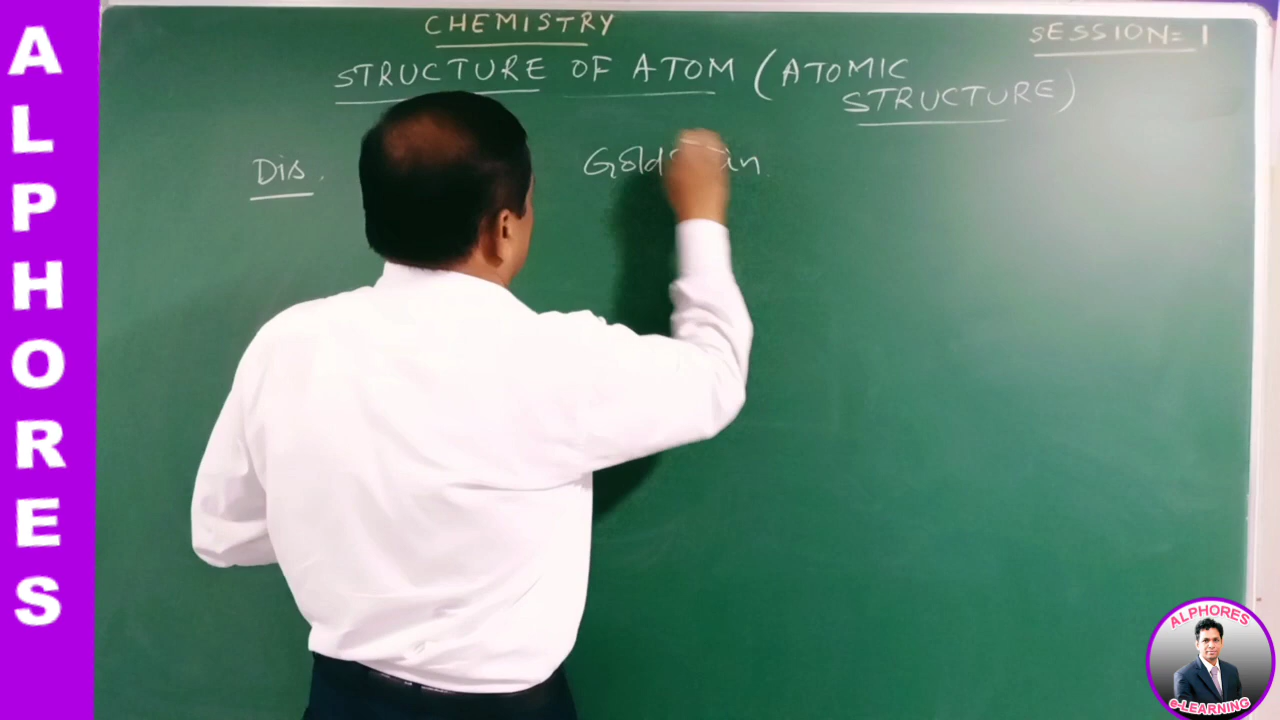 ALPHORES
CHEMISTRY
SESSION= 1
STRUCTURE OF ATOM (ATOMIC
STRUCTURE)
Dis.
ALPHORES
e-LEARNING